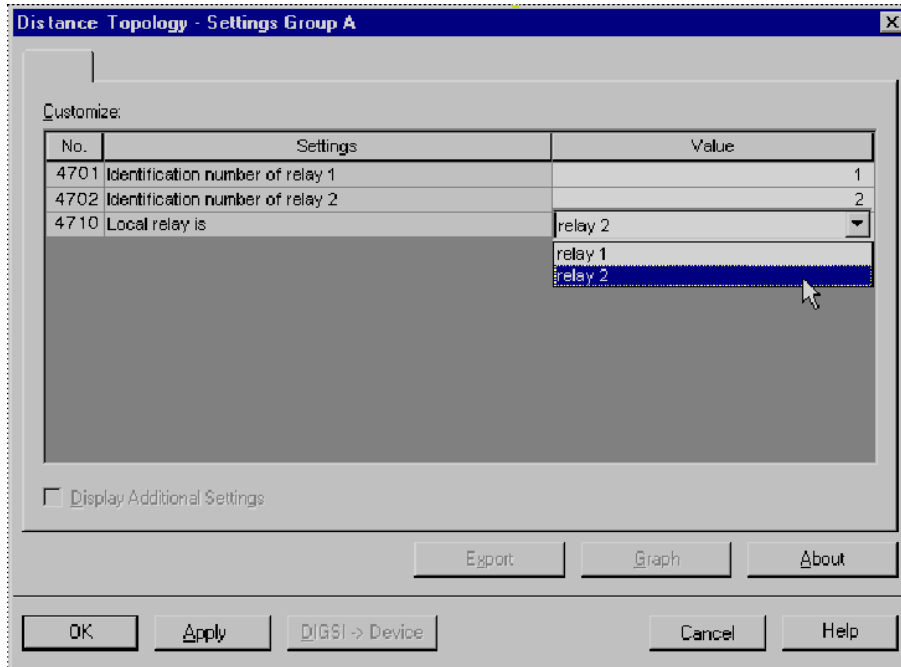 Distance Topology - Settings Group A
Customize:
No. Settings Value
4701 Identification number of relay 1 1
4702 Identification number of relay 2 2
4710 Local relay is relay 2
relay 1
relay 2
Display Additional Settings
Export Graph About
OK Apply DIGSI -> Device Cancel Help